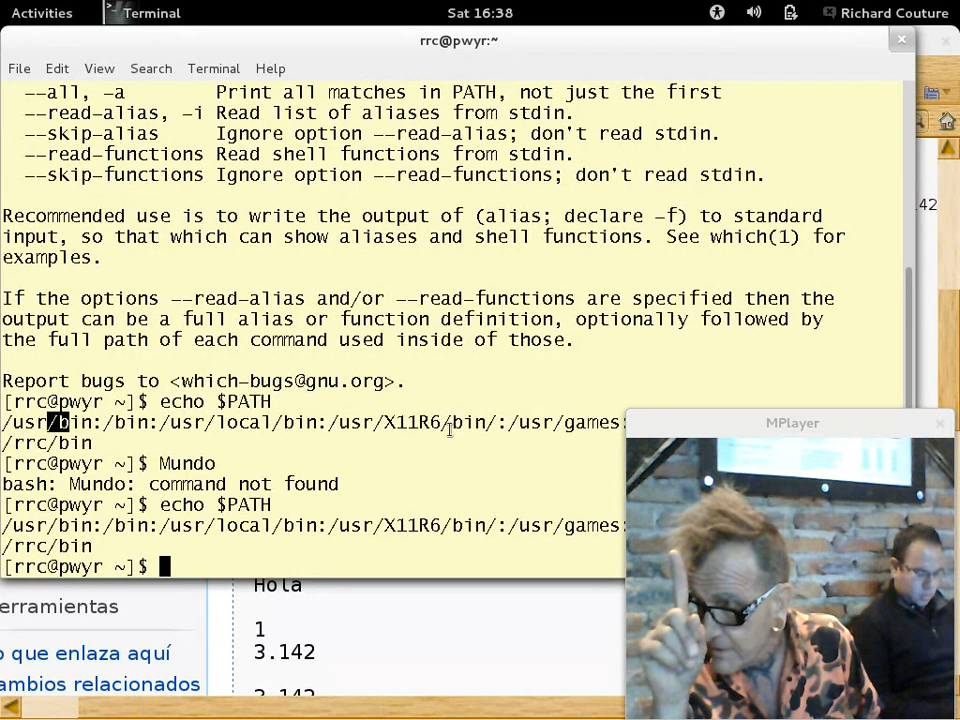 Activities
Terminal
Sat 16:38
Richard Couture
rrc@pwyr:~
File Edit View Search Terminal Help
--all, -a Print all matches in PATH, not just the first
--read-alias, -i Read list of aliases from stdin.
--skip-alias Ignore option --read-alias; don't read stdin.
--read-functions Read shell functions from stdin.
--skip-functions Ignore option --read-functions; don't read stdin.
Recommended use is to write the output of (alias; declare -f) to standard
input, so that which can show aliases and shell functions. See which(1) for
examples.
If the options --read-alias and/or --read-functions are specified then the
output can be a full alias or function definition, optionally followed by
the full path of each command used inside of those.
Report bugs to <which-bugs@gnu.org>.
[rrc@pwyr ~]$ echo $PATH
/usr/bin:/bin:/usr/local/bin:/usr/X11R6/bin/:/usr/games:
/rrc/bin
[rrc@pwyr ~]$ Mundo
bash: Mundo: command not found
[rrc@pwyr ~]$ echo $PATH
/usr/bin:/bin:/usr/local/bin:/usr/X11R6/bin/:/usr/games:
/rrc/bin
[rrc@pwyr ~]$
MPlayer
.42
erramientas
o que enlaza aquí
ambios relacionados
Hola
1
3.142
3.142